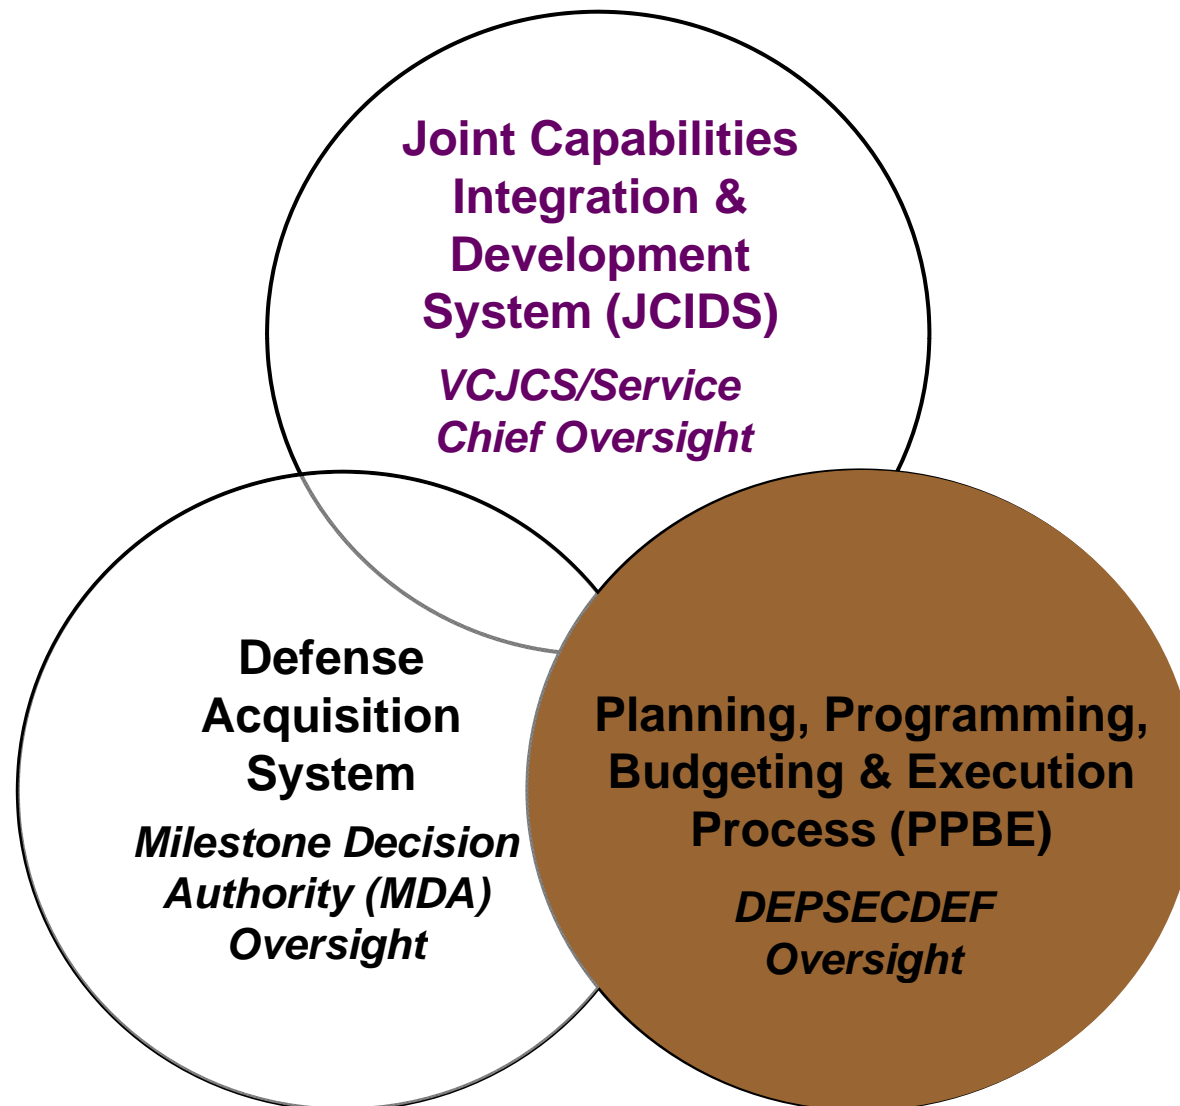 Joint Capabilities
Integration &
Development
System (JCIDS)
VCJCS/Service
Chief Oversight
Defense
Acquisition
System
Milestone Decision
Authority (MDA)
Oversight
Planning, Programming,
Budgeting & Execution
Process (PPBE)
DEPSECDEF
Oversight